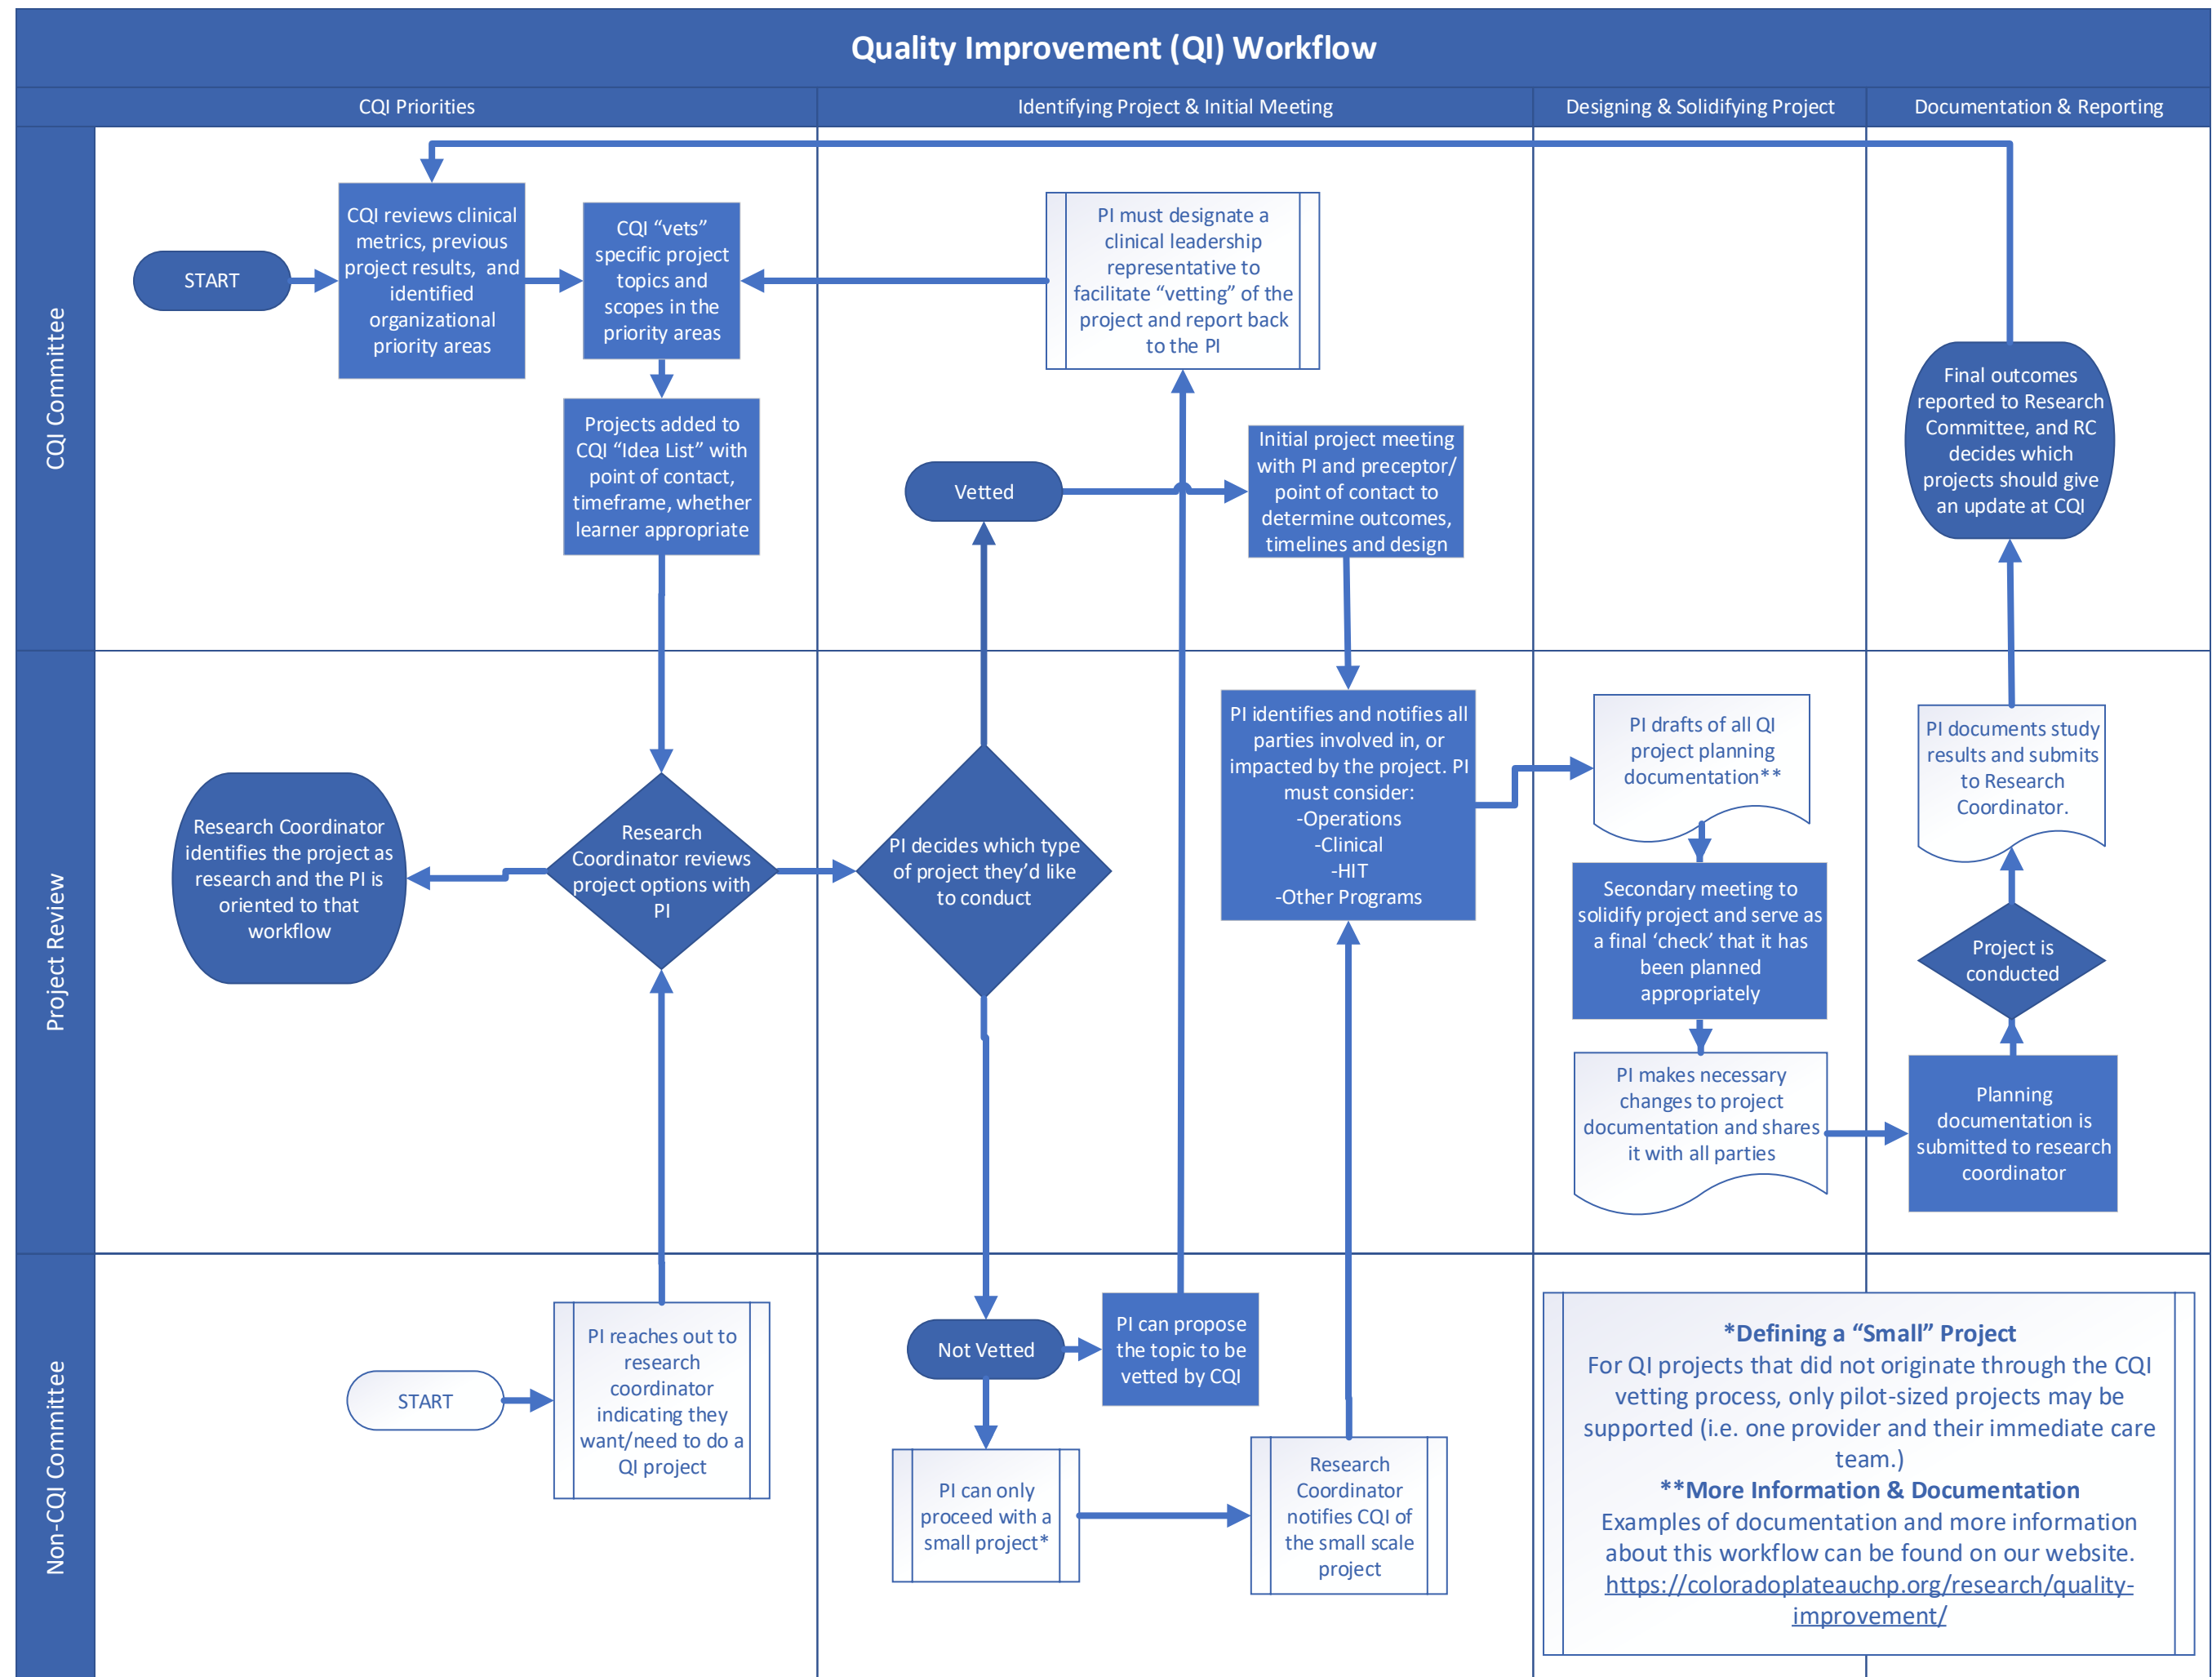 Quality Improvement (QI) Workflow
CQI Priorities
Identifying Project & Initial Meeting
Designing & Solidifying Project
Documentation & Reporting
CQI Committee
START
CQI reviews clinical
metrics, previous
project results,  and
identified
organizational
priority areas
CQI “vets”
specific project
topics and
scopes in the
priority areas
Projects added to
CQI “Idea List” with
point of contact,
timeframe, whether
learner appropriate
PI must designate a
clinical leadership
representative to
facilitate “vetting” of the
project and report back
to the PI
Vetted
Initial project meeting
with PI and preceptor/
point of contact to
determine outcomes,
timelines and design
Final outcomes
reported to Research
Committee, and RC
decides which
projects should give
an update at CQI
Project Review
Research Coordinator
identifies the project as
research and the PI is
oriented to that
workflow
Research
Coordinator reviews
project options with
PI
PI decides which type
of project they’d like
to conduct
PI identifies and notifies all
parties involved in, or
impacted by the project. PI
must consider:
-Operations
-Clinical
-HIT
-Other Programs
PI drafts of all QI
project planning
documentation**
Secondary meeting to
solidify project and serve as
a final ‘check’ that it has
been planned
appropriately
PI makes necessary
changes to project
documentation and shares
it with all parties
PI documents study
results and submits
to Research
Coordinator.
Project is
conducted
Planning
documentation is
submitted to research
coordinator
Non-CQI Committee
START
PI reaches out to
research
coordinator
indicating they
want/need to do a
QI project
Not Vetted
PI can propose
the topic to be
vetted by CQI
PI can only
proceed with a
small project*
Research
Coordinator
notifies CQI of
the small scale
project
*Defining a “Small” Project
For QI projects that did not originate through the CQI
vetting process, only pilot-sized projects may be
supported (i.e. one provider and their immediate care
team.)
**More Information & Documentation
Examples of documentation and more information
about this workflow can be found on our website.
https://coloradoplateauchp.org/research/quality-
improvement/